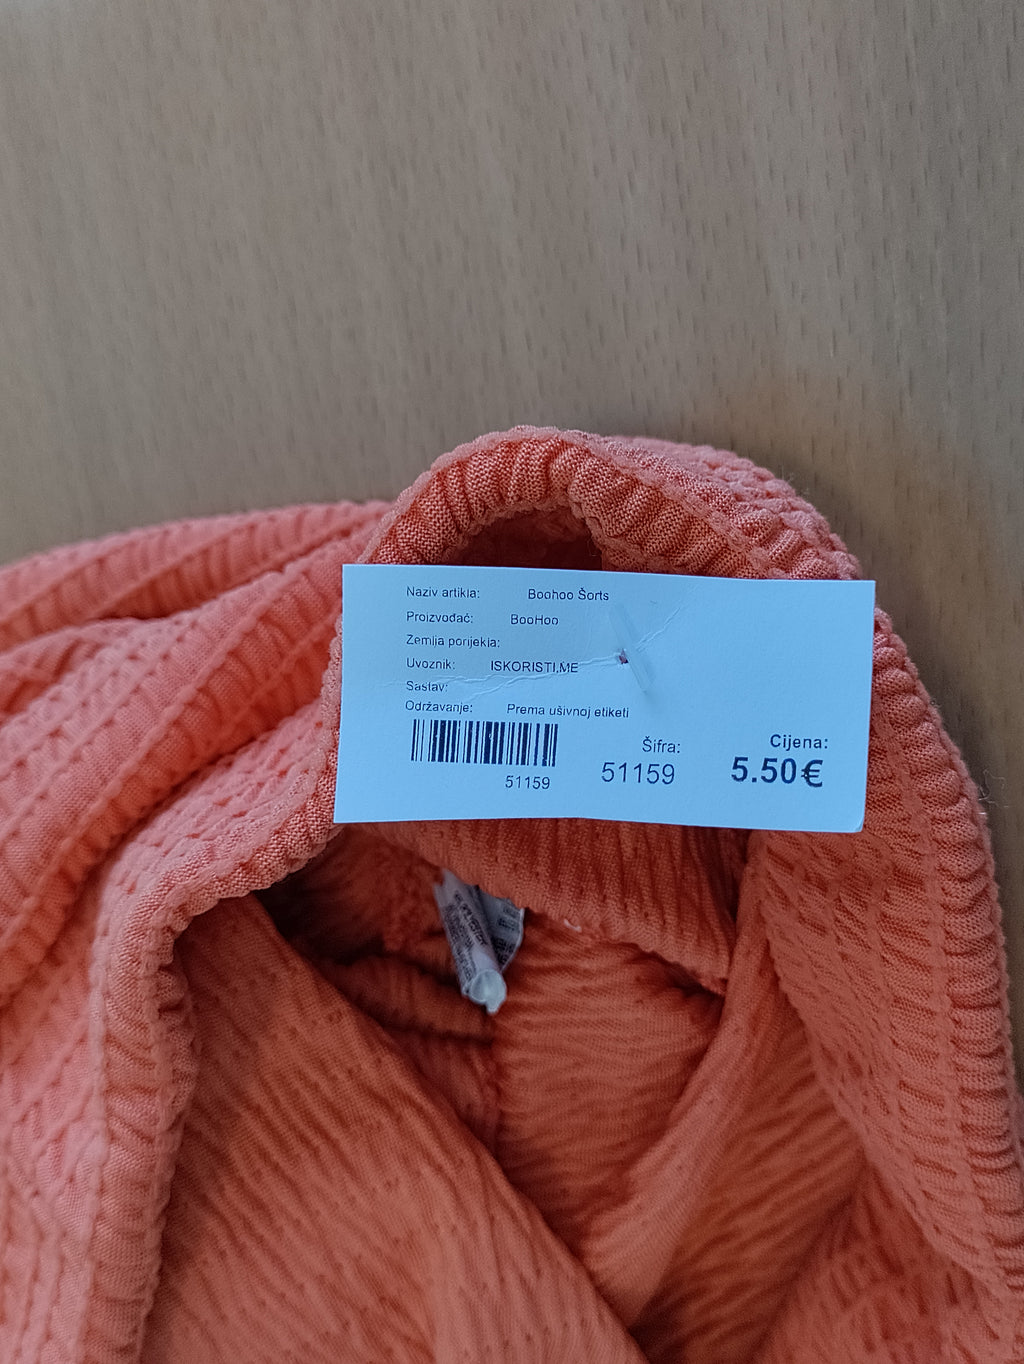 Naziv artikla: Boohoo Šorts
Proizvođač: BooHoo
Zemlja porijekla:
Uvoznik: ISKORISTI.ME
Sastav:
Održavanje: Prema ušivnoj etiketi
51159
Šifra:
51159
Cijena:
5.50€